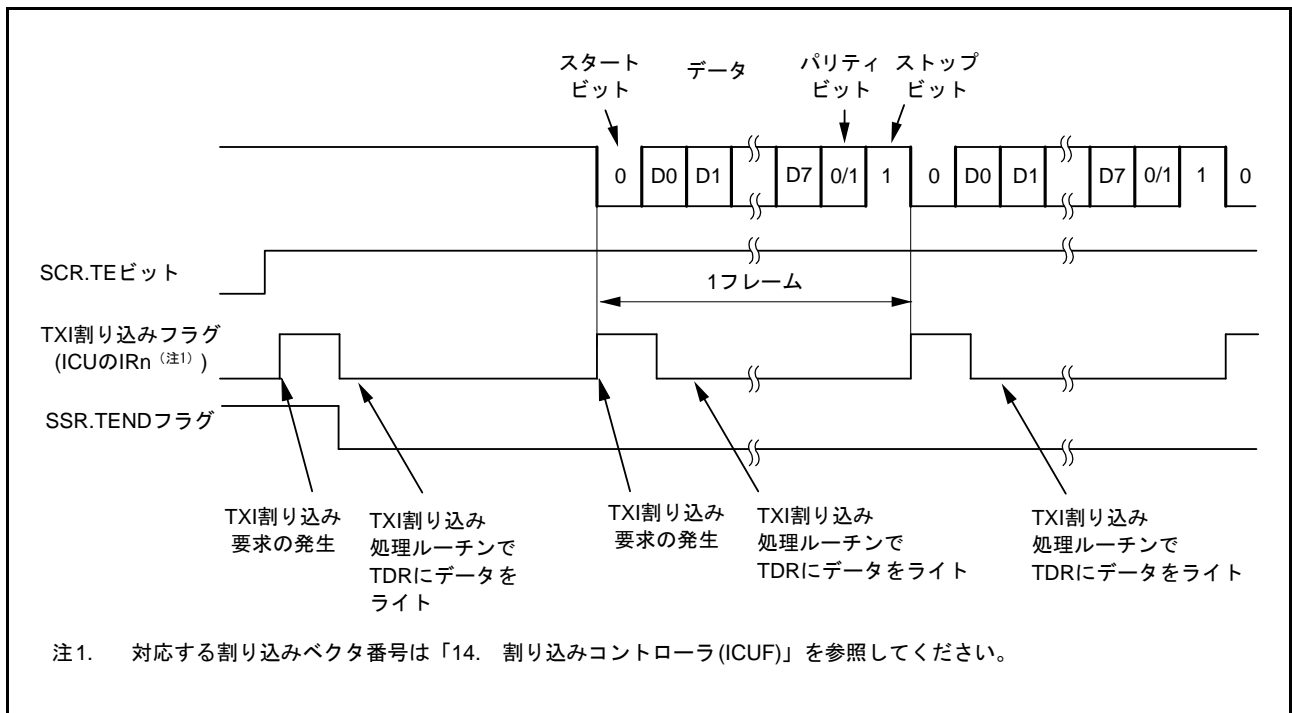 スタート
ビット
データ
パリティ
ビット
ストップ
ビット
0 D0 D1 D7 0/1 1 0 D0 D1 D7 0/1 1 0
SCR.TEビット
1フレーム
TXI割り込みフラグ
(ICUのIRn（注1）)
SSR.TENDフラグ
TXI割り込み
要求の発生
TXI割り込み
処理ルーチンで
TDRにデータを
ライト
TXI割り込み
要求の発生
TXI割り込み
処理ルーチンで
TDRにデータをライト
TXI割り込み
処理ルーチンで
TDRにデータをライト
注1. 対応する割り込みベクタ番号は「14. 割り込みコントローラ(ICUF)」を参照してください。